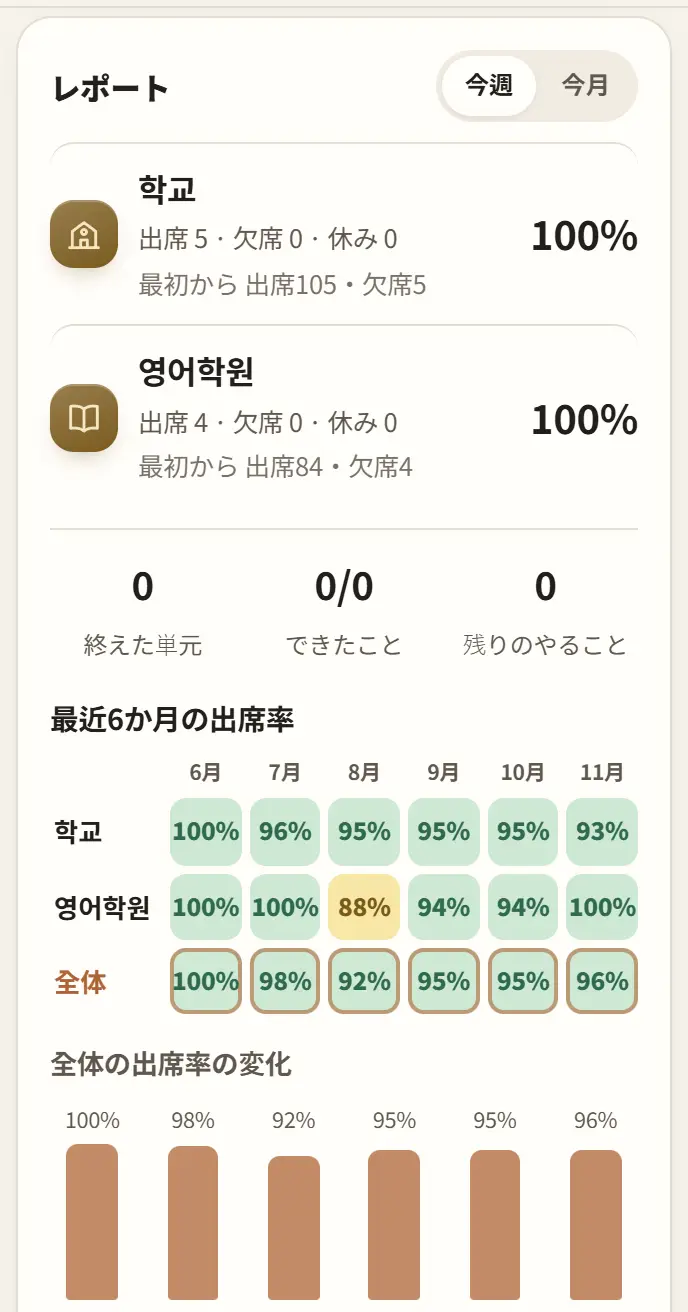 レポート
今週 今月
학교
出席 5 · 欠席 0 · 休み 0
100%
最初から 出席105・欠席5
영어학원
出席 4 · 欠席 0 · 休み 0
100%
最初から 出席84・欠席4
0 0/0 0
終えた単元 できたこと 残りのやること
最近6か月の出席率
6月 7月 8月 9月 10月 11月
학교 100% 96% 95% 95% 95% 93%
영어학원 100% 100% 88% 94% 94% 100%
全体 100% 98% 92% 95% 95% 96%
全体の出席率の変化
100% 98% 92% 95% 95% 96%